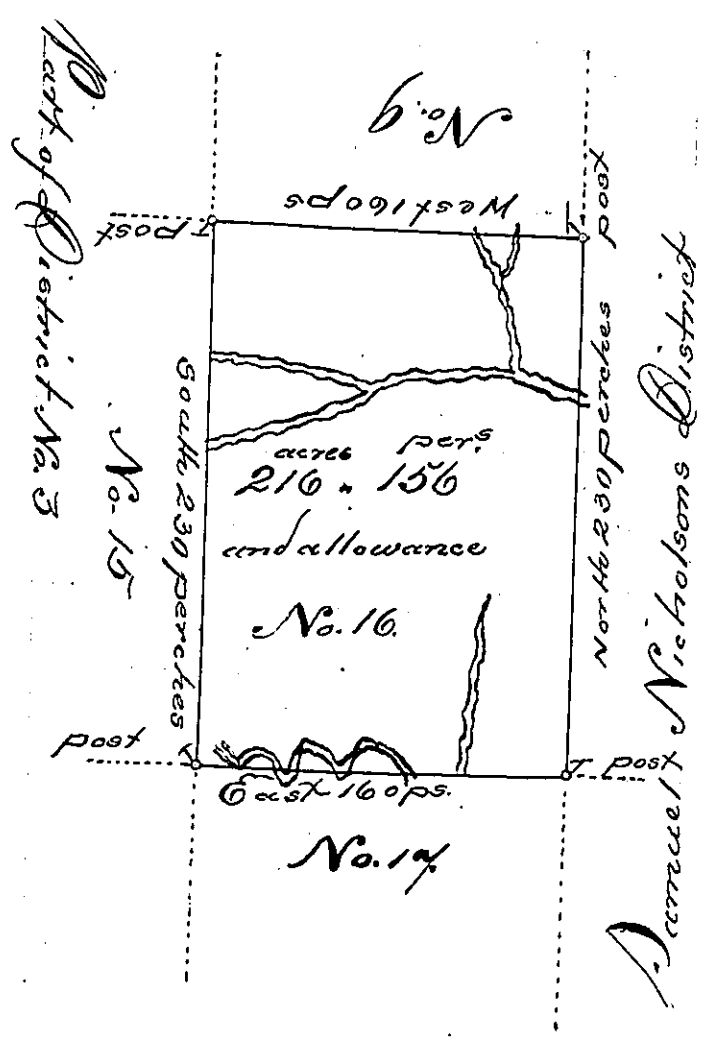 Part of District No. 3
No. 9
West 160 ps
post
post
South 230 perches
North 230 perches
Samuel Nicholsons District
No. 15
acres pers
216 " 156
and allowance
No. 16.
post
post
East 160 ps.
No. 17.